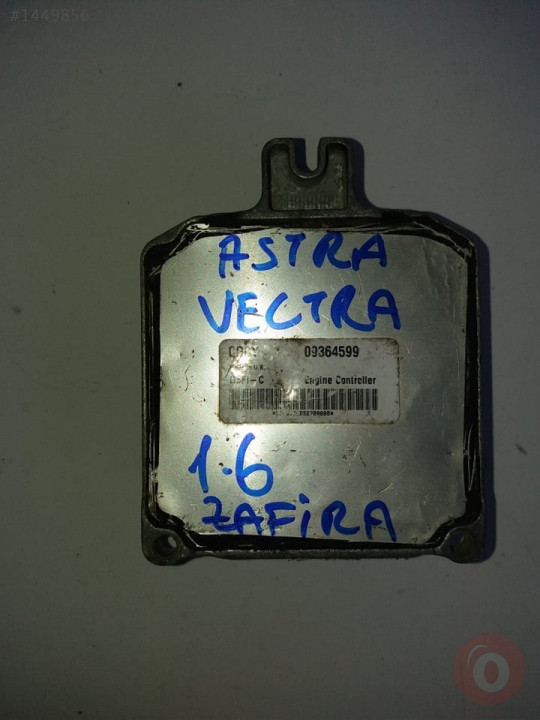 #1449856
ASTRA
VECTRA
09364599
Engine Controller
1.6
ZAFiRA